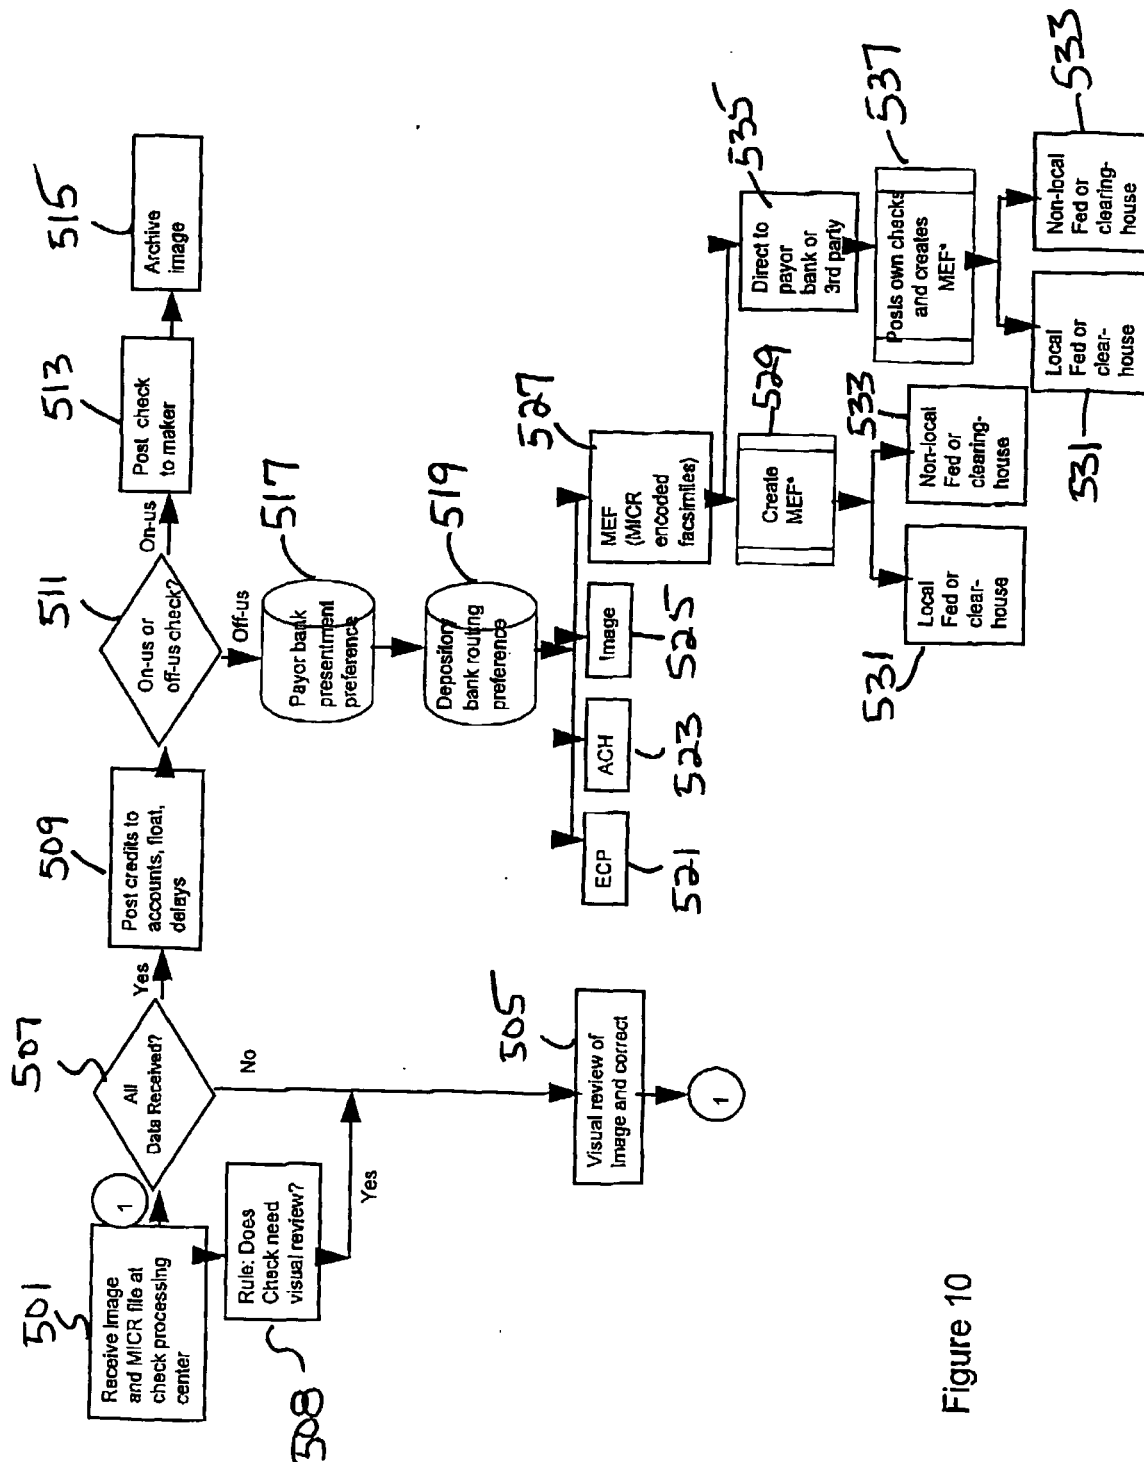 501
Receive Image
and MICR file at
check processing
center
1
508
Rule: Does
Check need
visual review?
Yes
507
All
Data Received?
Yes
No
505
Visual review of
Image and correct
1
509
Post credits to
accounts, float,
delays
511
On-us or
off-us check?
On-us
Off-us
513
Post check
to maker
515
Archive
image
517
Payor bank
presentment
preference
519
Depository
bank routing
preference
ECP
521
ACH
523
Image
525
527
MEF
(MICR
encoded
facsimiles)
529
Create
MEF*
531
Local
Fed or
clear-
house
533
Non-local
Fed or
clearing-
house
535
Direct to
payor
bank or
3rd party
537
Posts own checks
and creates
MEF*
531
Local
Fed or
clear-
house
533
Non-local
Fed or
clearing-
house
Figure 10